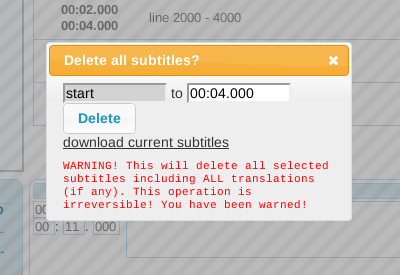 00:02.000
00:04.000
line 2000 - 4000
Delete all subtitles?
start to 00:04.000
Delete
download current subtitles
WARNING! This will delete all selected
subtitles including ALL translations
(if any). This operation is
irreversible! You have been warned!
00
00 : 11 . 000